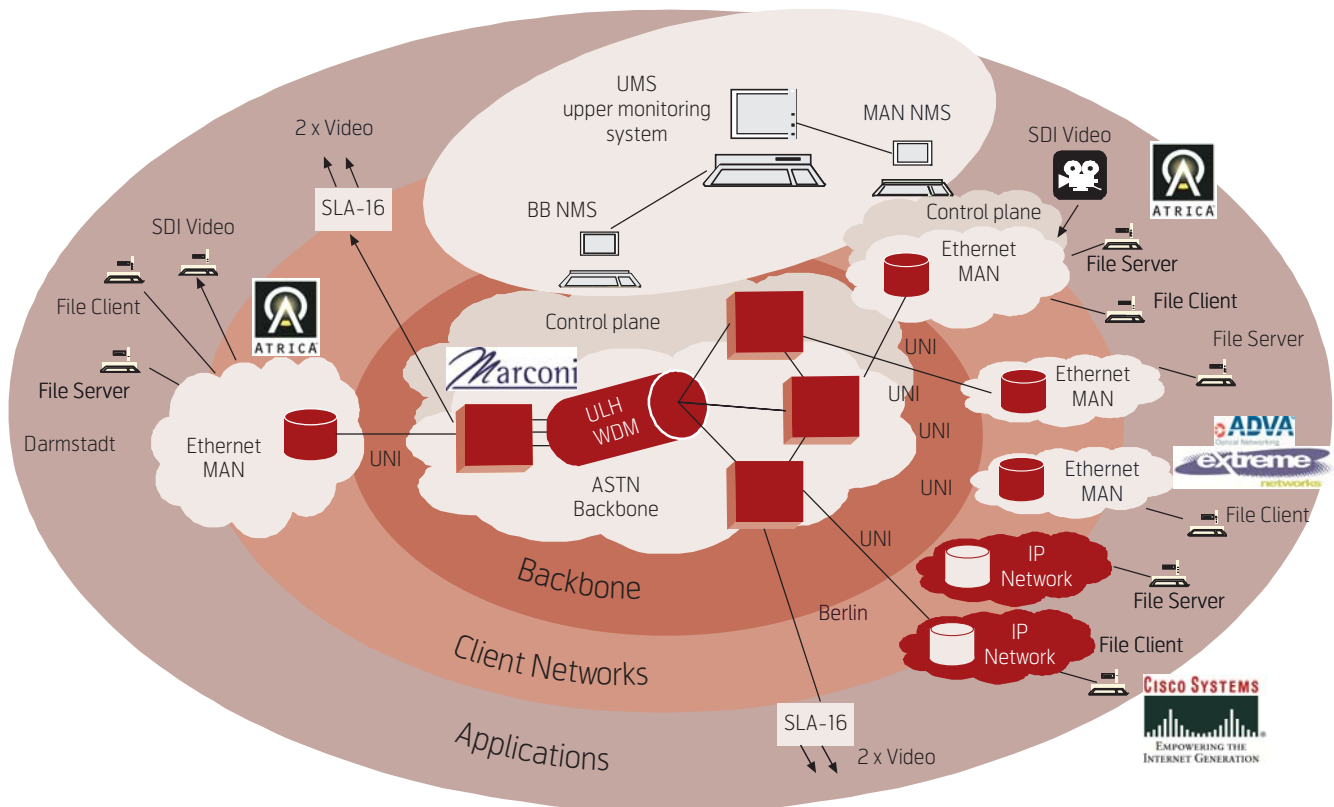 UMS
upper monitoring
system
MAN NMS
BB NMS
2 x Video
SLA-16
SDI Video
File Client
File Server
Darmstadt
ATRICA
Ethernet
MAN
UNI
Control plane
Marconi
ULH
WDM
ASTN
Backbone
SDI Video
ATRICA
Control plane
Ethernet
MAN
File Server
File Client
UNI
File Server
Ethernet
MAN
UNI
UNI
ADVA
Optical Networking
extreme
networks
Ethernet
MAN
UNI
File Client
UNI
IP
Network
File Server
Berlin
IP
Network
File Client
CISCO SYSTEMS
EMPOWERING THE
INTERNET GENERATION
SLA-16
2 x Video
Backbone
Client Networks
Applications